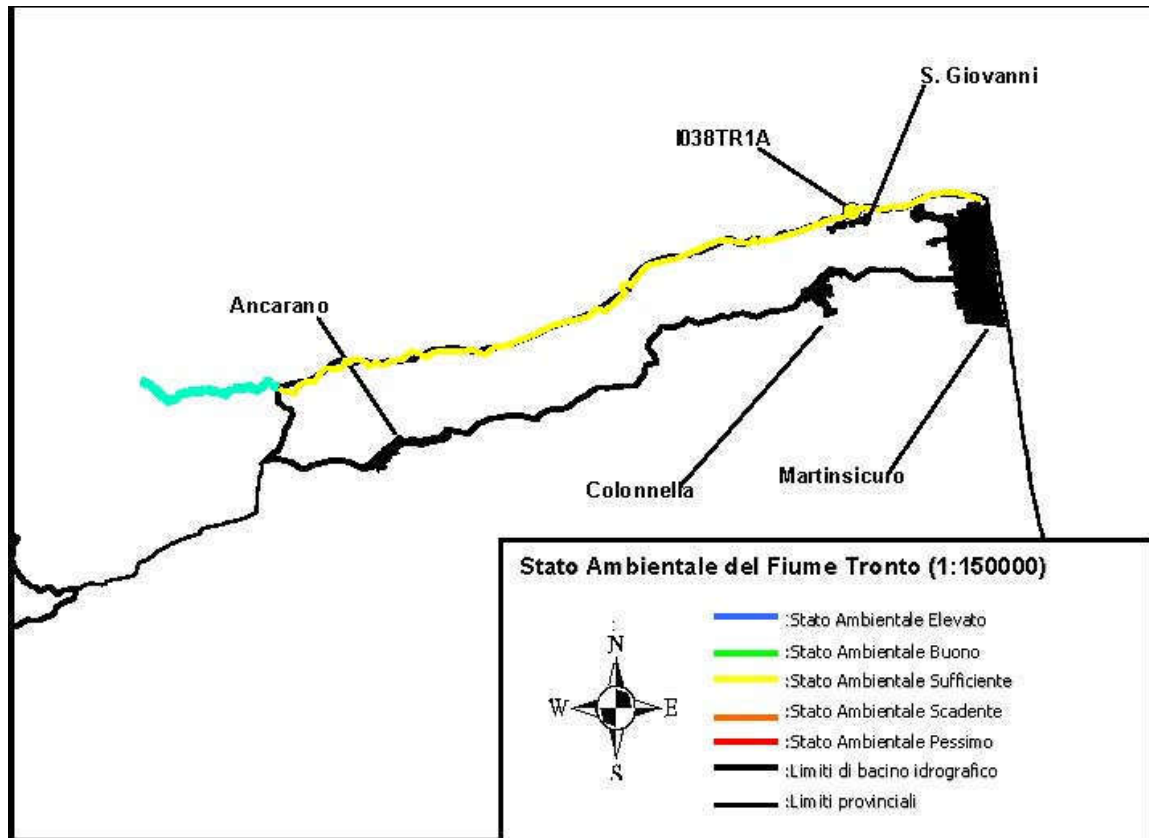 S. Giovanni
I038TR1A
Ancarano
Colonnella
Martinsicuro
Stato Ambientale del Fiume Tronto (1:150000)
N
W E
S
:Stato Ambientale Elevato
:Stato Ambientale Buono
:Stato Ambientale Sufficiente
:Stato Ambientale Scadente
:Stato Ambientale Pessimo
:Limiti di bacino idrografico
:Limiti provinciali